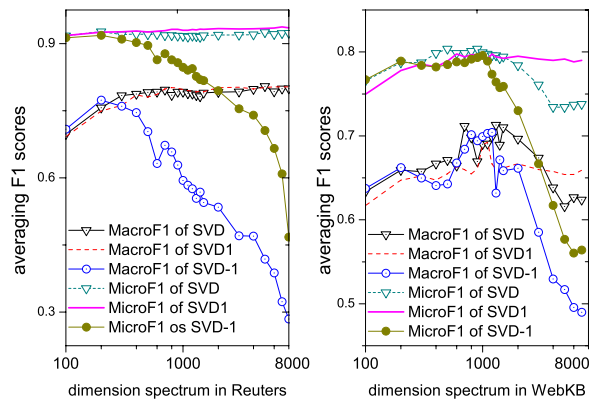 averaging F1 scores
0.9
0.6
0.3
MacroF1 of SVD
MacroF1 of SVD1
MacroF1 of SVD-1
MicroF1 of SVD
MicroF1 of SVD1
MicroF1 os SVD-1
100
1000
8000
dimension spectrum in Reuters
averaging F1 scores
0.8
0.7
0.6
0.5
MacroF1 of SVD
MacroF1 of SVD1
MacroF1 of SVD-1
MicroF1 of SVD
MicroF1 of SVD1
MicroF1 of SVD-1
100
1000
8000
dimension spectrum in WebKB